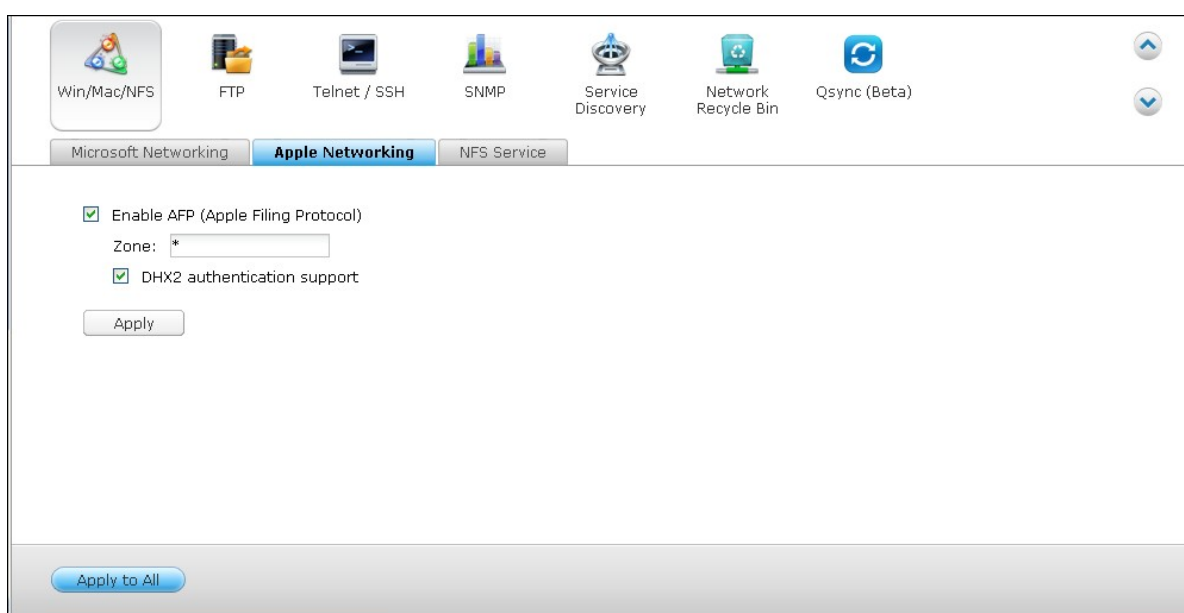 Win/Mac/NFS
FTP
Telnet / SSH
SNMP
Service
Discovery
Network
Recycle Bin
Qsync (Beta)
Microsoft Networking
Apple Networking
NFS Service
Enable AFP (Apple Filing Protocol)
Zone: *
DHX2 authentication support
Apply
Apply to All